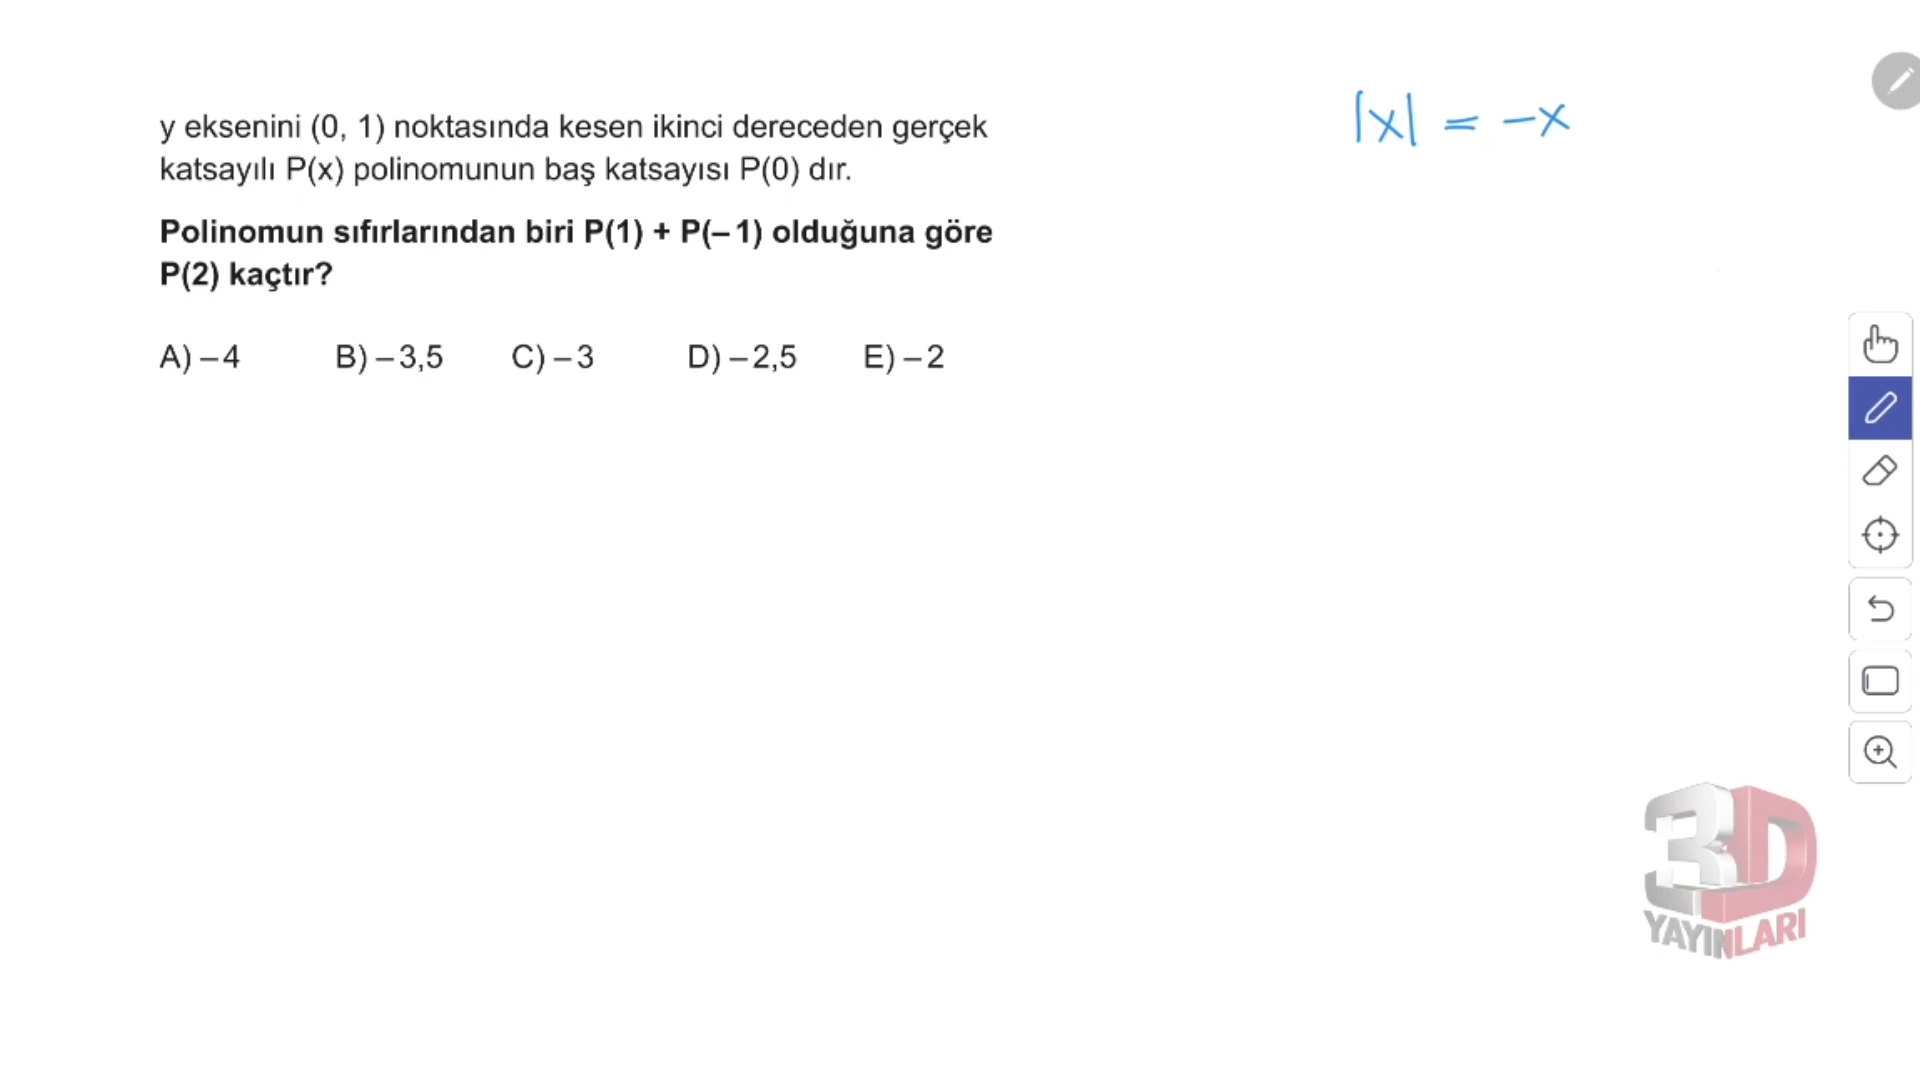 y eksenini (0, 1) noktasında kesen ikinci dereceden gerçek
katsayılı P(x) polinomunun baş katsayısı P(0) dır.
Polinomun sıfırlarından biri P(1) + P(–1) olduğuna göre
P(2) kaçtır?
A) –4 B) –3,5 C) –3 D) –2,5 E) –2
|x| = -x
3D
YAYINLARI